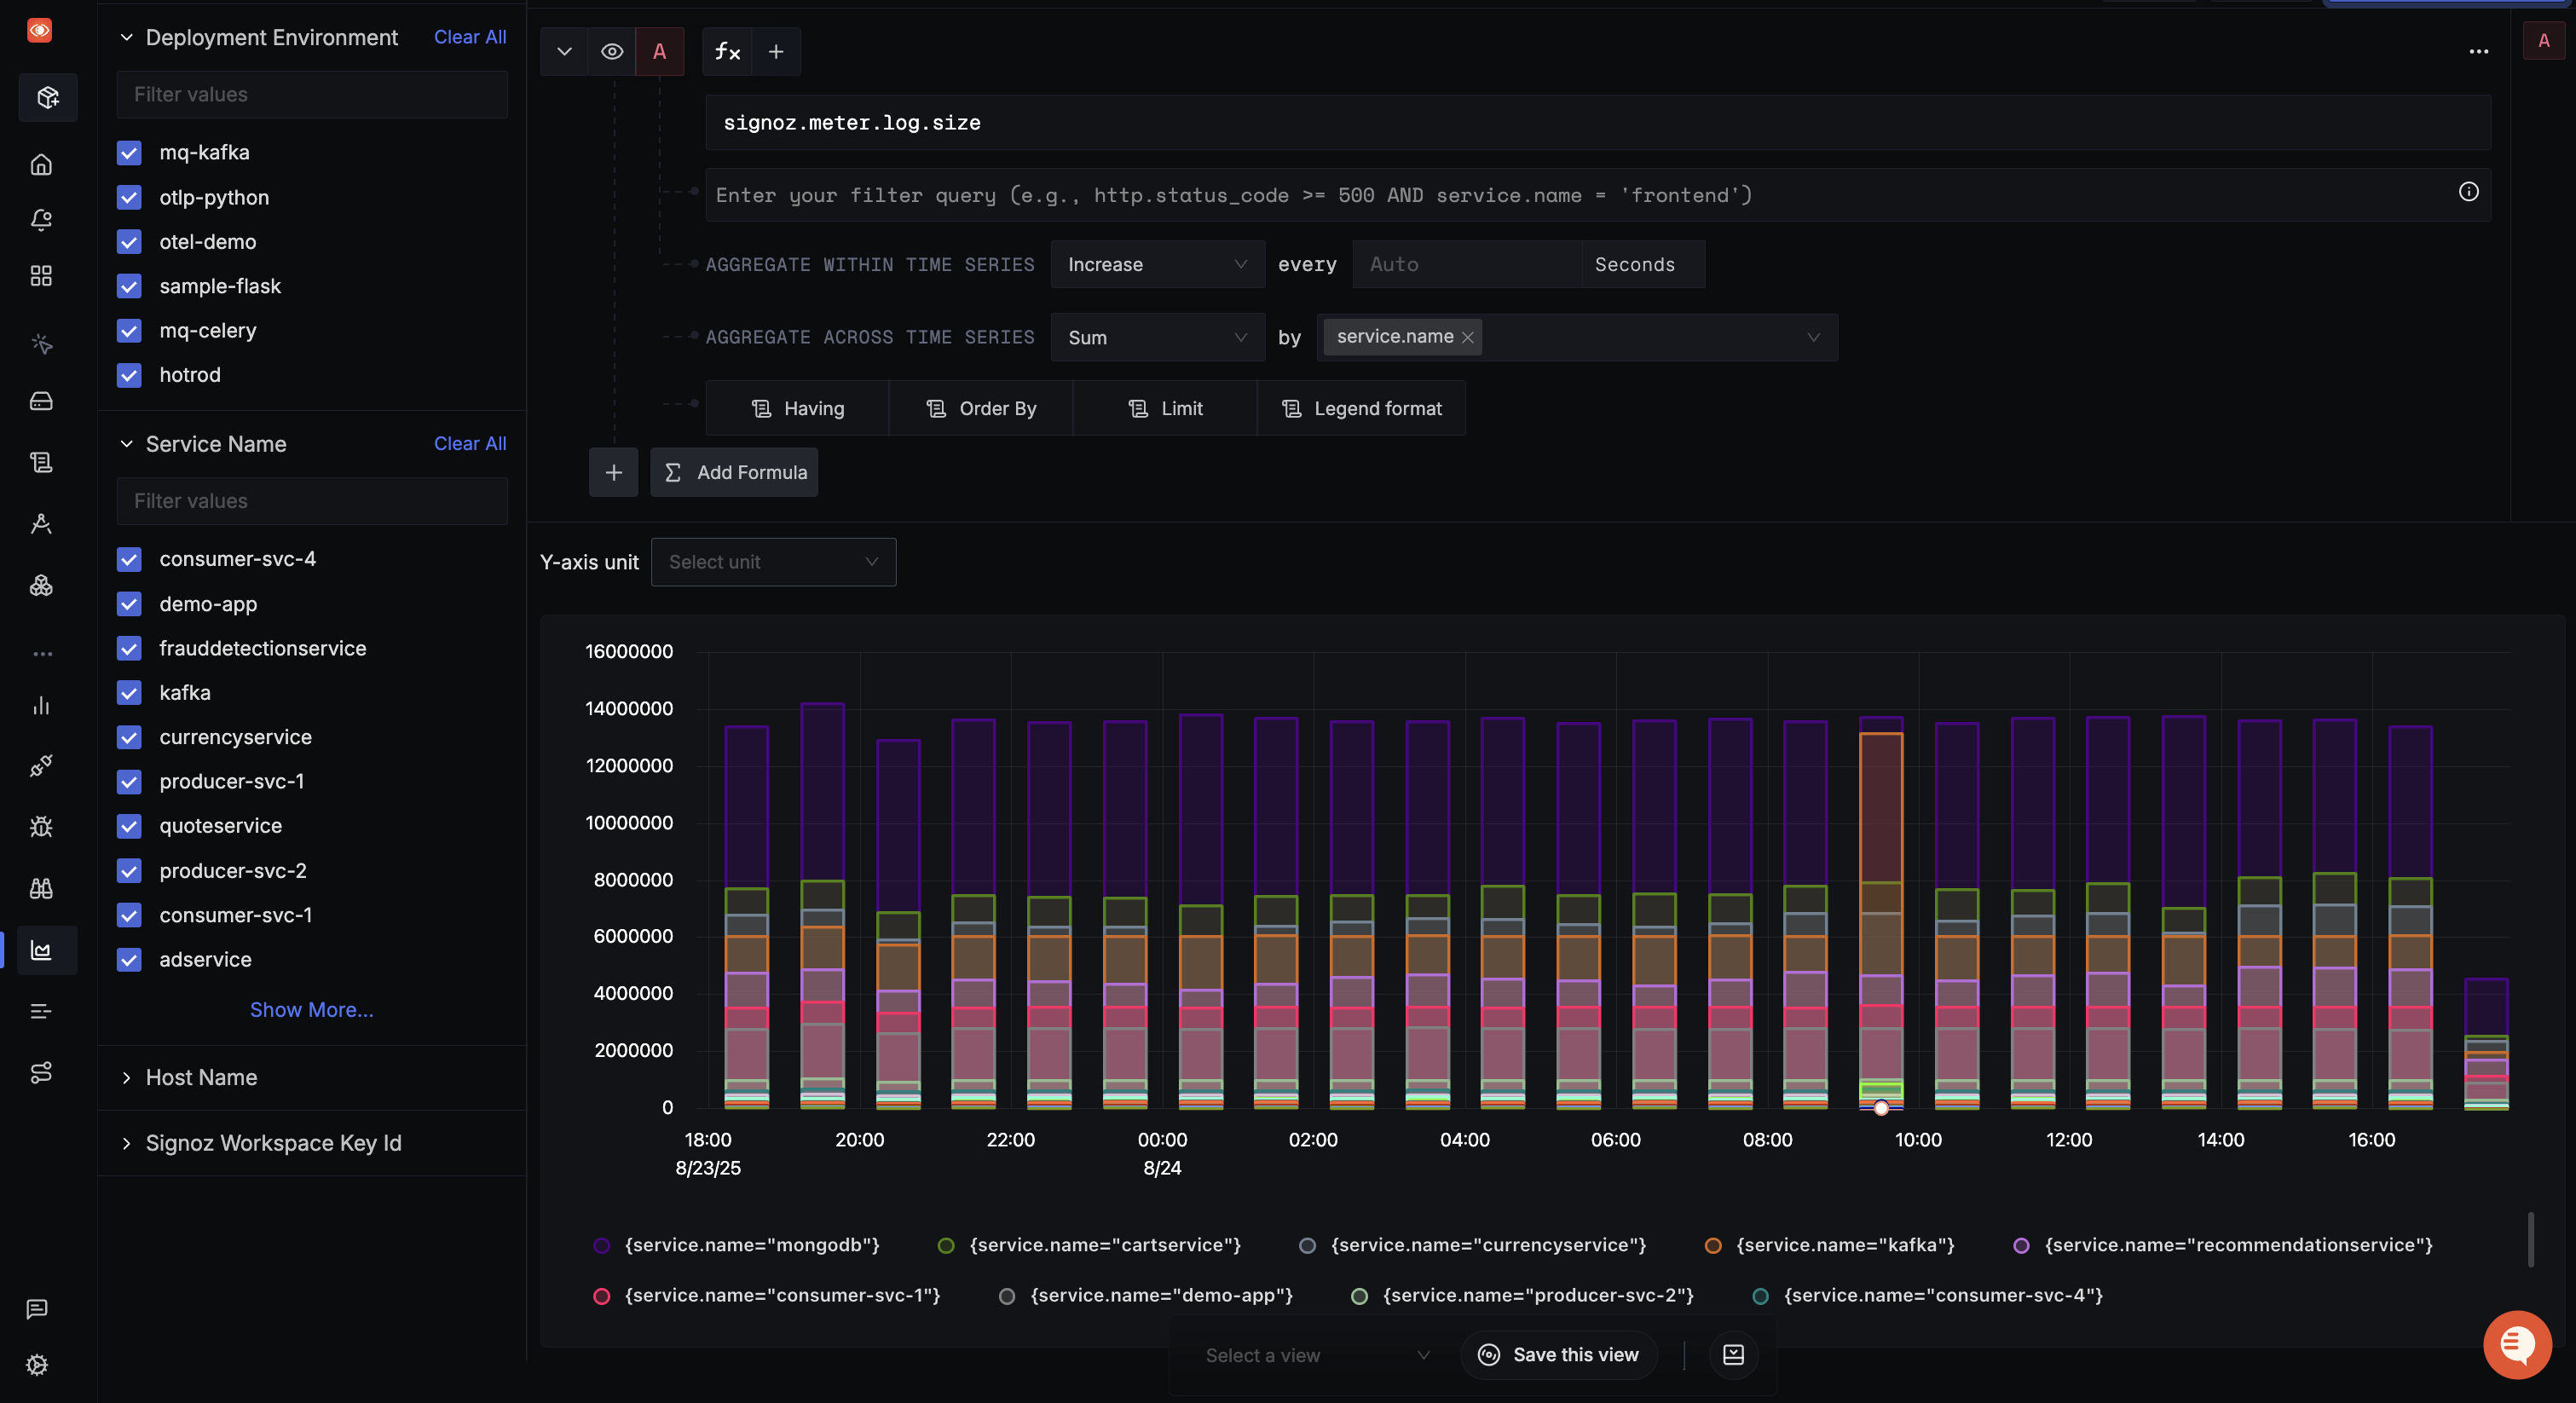 Deployment Environment Clear All
Filter values
mq-kafka
otlp-python
otel-demo
sample-flask
mq-celery
hotrod
Service Name Clear All
Filter values
consumer-svc-4
demo-app
frauddetectionservice
kafka
currencyservice
producer-svc-1
quoteservice
producer-svc-2
consumer-svc-1
adservice
Show More...
Host Name
Signoz Workspace Key Id
A fx
A
signoz.meter.log.size
Enter your filter query (e.g., http.status_code >= 500 AND service.name = 'frontend')
AGGREGATE WITHIN TIME SERIES Increase every Auto Seconds
AGGREGATE ACROSS TIME SERIES Sum by service.name
Having Order By Limit Legend format
Add Formula
Y-axis unit Select unit
16000000
14000000
12000000
10000000
8000000
6000000
4000000
2000000
0
18:00 20:00 22:00 00:00 02:00 04:00 06:00 08:00 10:00 12:00 14:00 16:00
8/23/25 8/24
{service.name="mongodb"} {service.name="cartservice"} {service.name="currencyservice"} {service.name="kafka"} {service.name="recommendationservice"}
{service.name="consumer-svc-1"} {service.name="demo-app"} {service.name="producer-svc-2"} {service.name="consumer-svc-4"}
Select a view Save this view